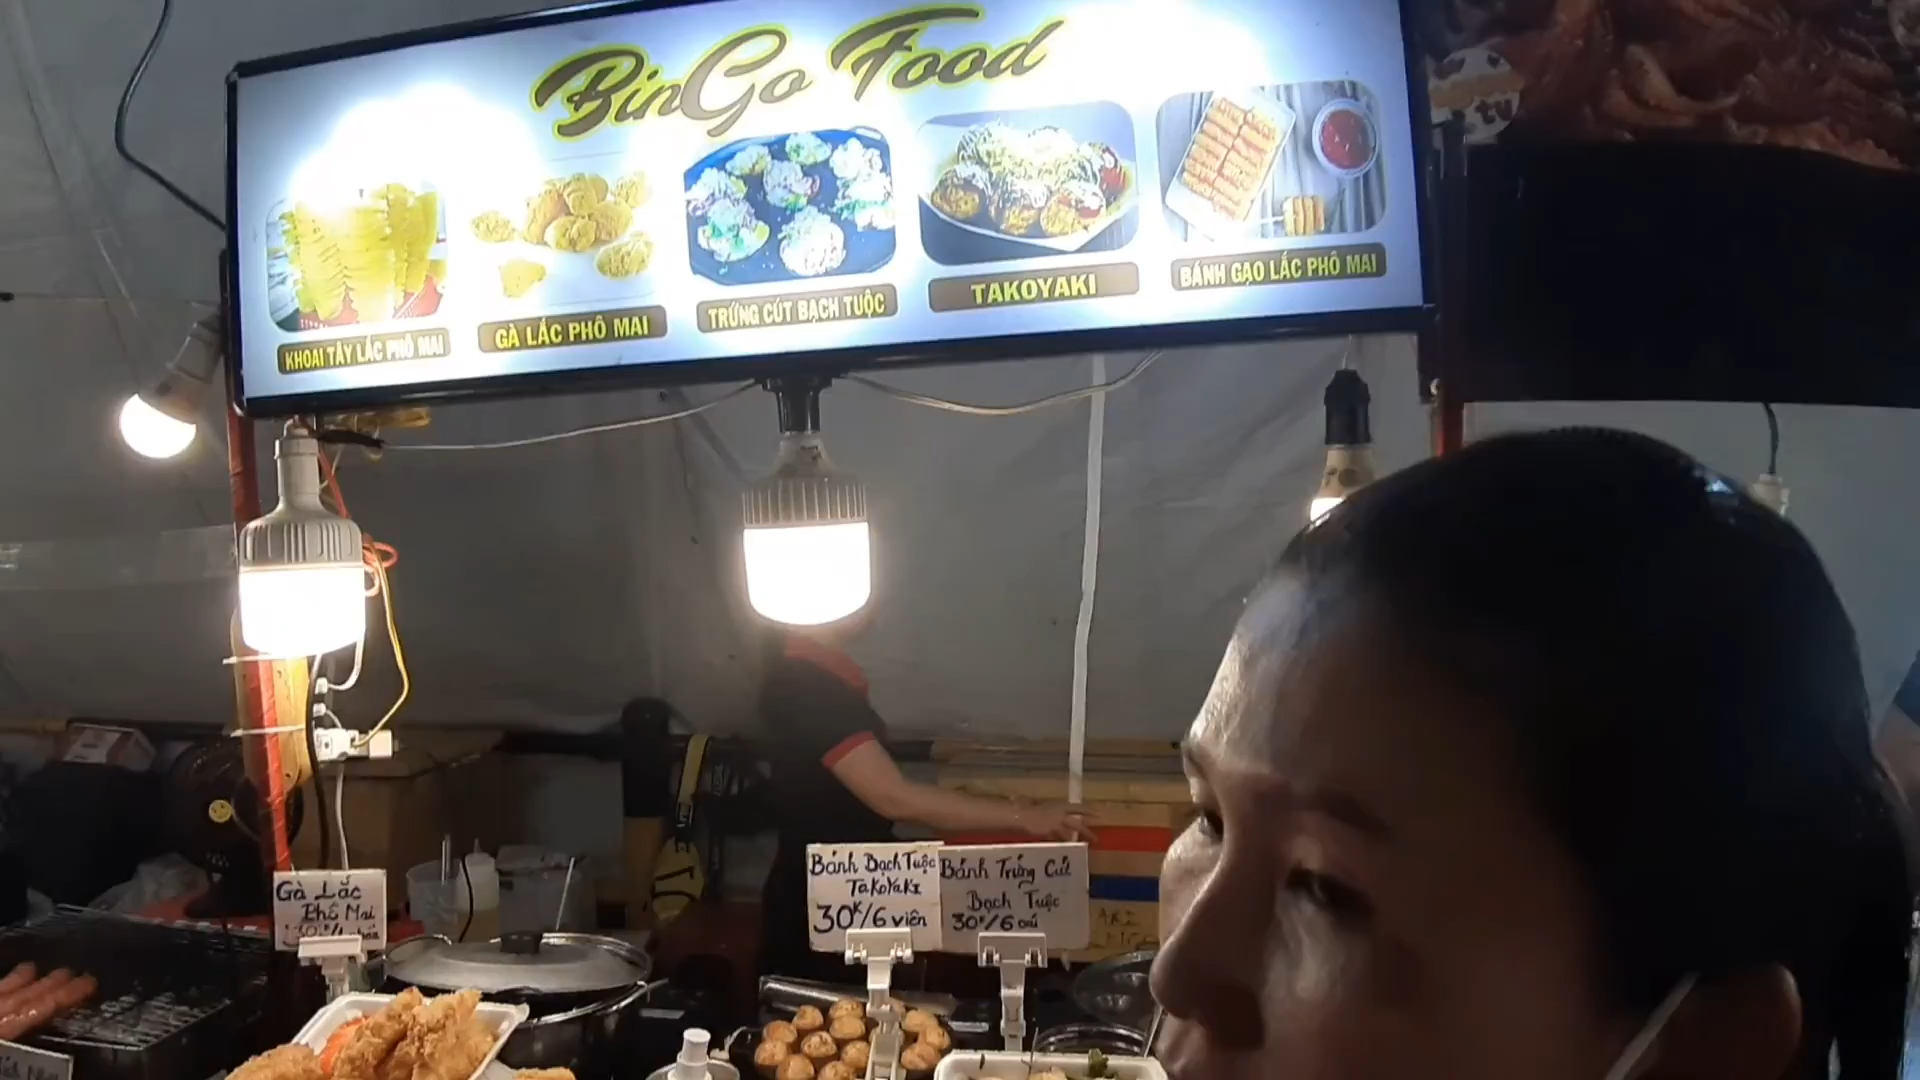 BinGo Food
KHOAI TÂY LẮC PHÔ MAI
GÀ LẮC PHÔ MAI
TRỨNG CÚT BẠCH TUỘC
TAKOYAKI
BÁNH GẠO LẮC PHÔ MAI
tv
Gà Lắc
Phô Mai
Bánh Bạch Tuộc
TaKoYaKi
30K/6 viên
Bánh Trứng Cút
Bạch Tuộc
30K/6 cái